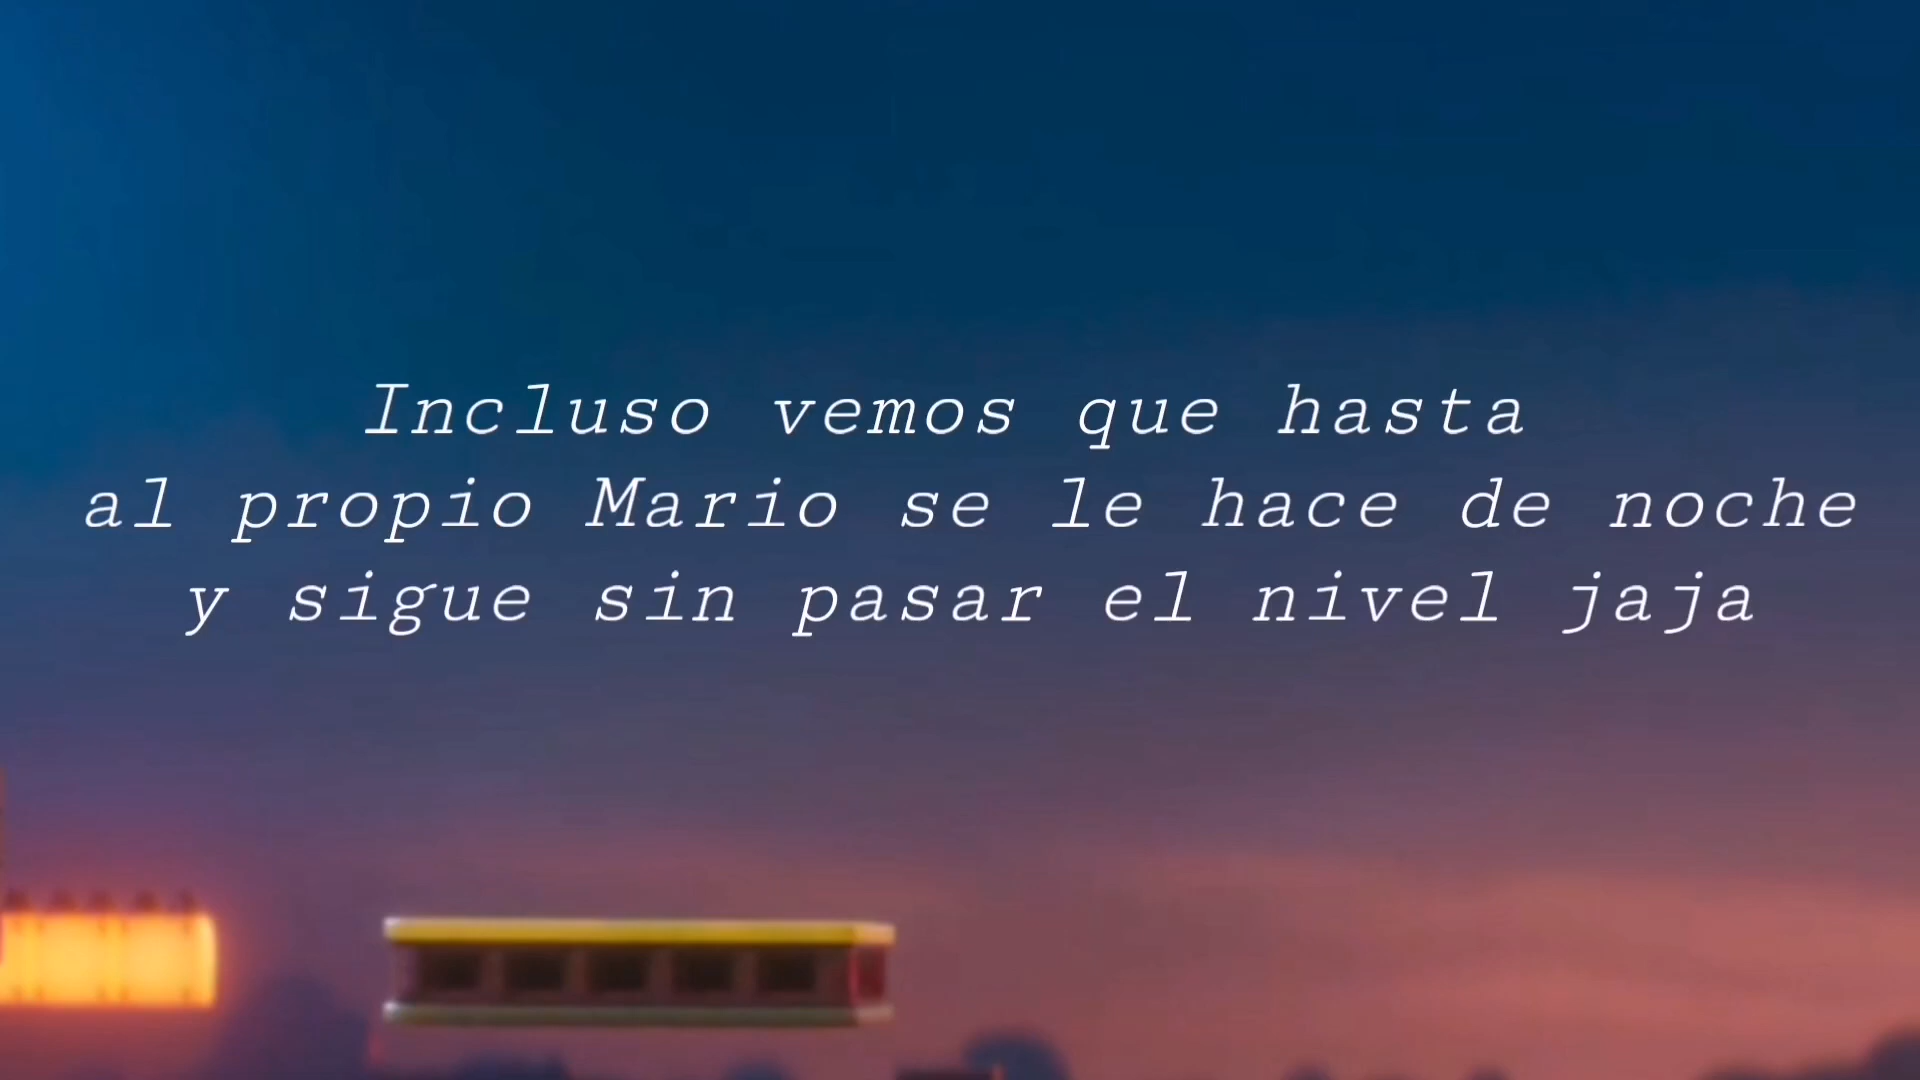 Incluso vemos que hasta
al propio Mario se le hace de noche
y sigue sin pasar el nivel jaja